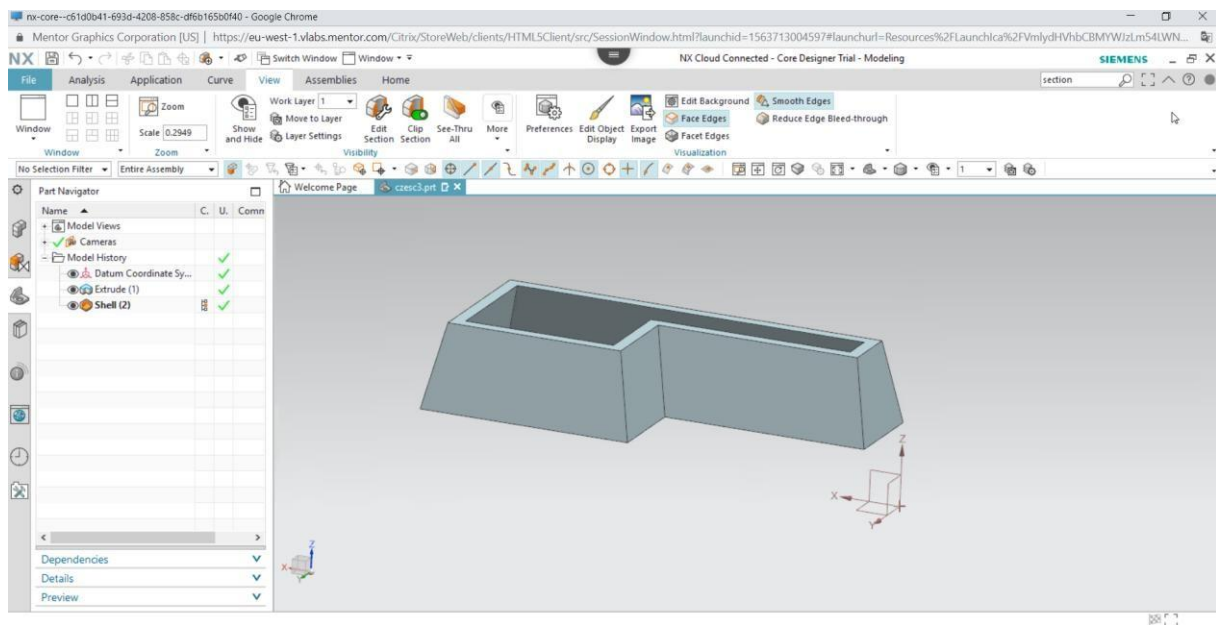 nx-core--c61d0b41-693d-4208-858c-df6b165b0f40 - Google Chrome
Mentor Graphics Corporation [US] | https://eu-west-1.vlabs.mentor.com/Citrix/StoreWeb/clients/HTML5Client/src/SessionWindow.html?launchid=1563713004597#launchurl=Resources%2FLaunchIca%2FVmlydHVhbCBMYWJzLm54LWN...
NX Switch Window Window NX Cloud Connected - Core Designer Trial - Modeling SIEMENS
File Analysis Application Curve View Assemblies Home section
Window Zoom Scale 0.2949 Show and Hide Work Layer 1 Move to Layer Layer Settings Edit Section Clip Section See-Thru All More Preferences Edit Object Display Export Image Edit Background Face Edges Facet Edges Smooth Edges Reduce Edge Bleed-through
Window Zoom Visibility Visualization
No Selection Filter Entire Assembly 1
Part Navigator Welcome Page czesc3.prt
Name C. U. Comn
Model Views
Cameras
Model History
Datum Coordinate Sy...
Extrude (1)
Shell (2)
Z
X
Y
Z
X
Y
Dependencies
Details
Preview